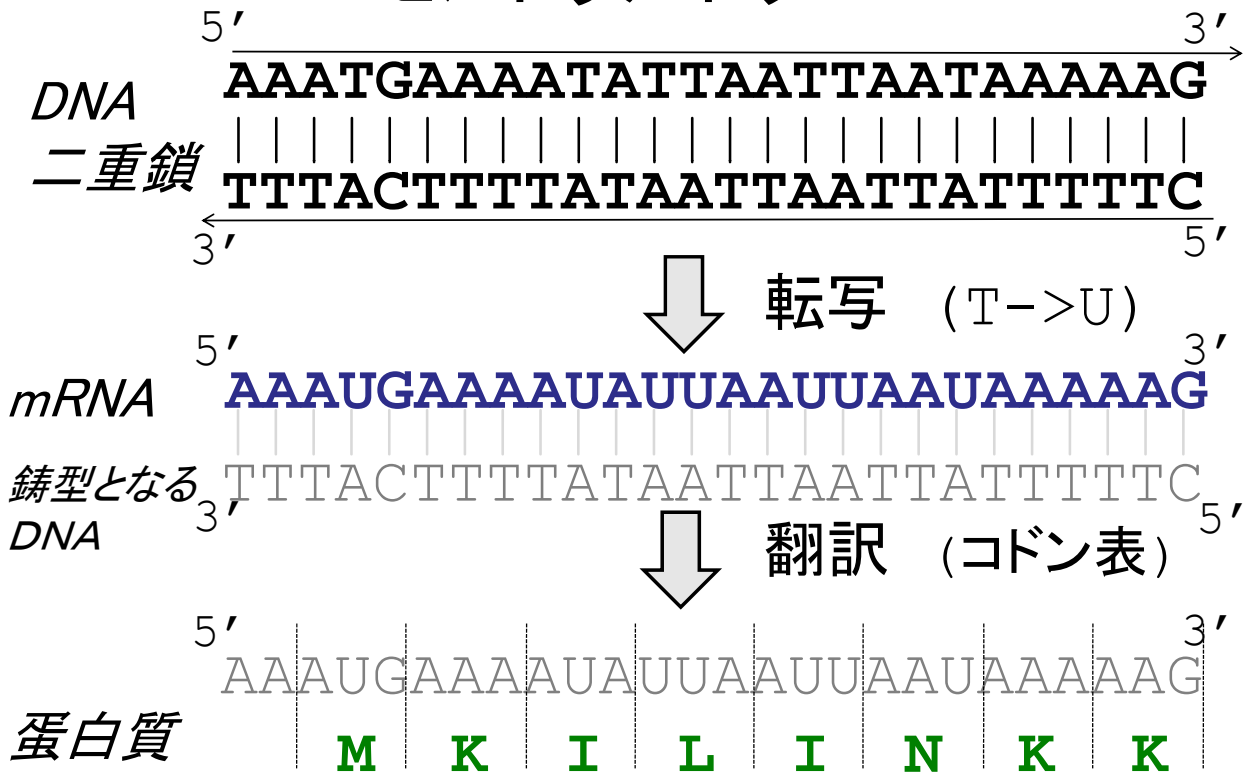 5′ 3′
DNA
二重鎖
AAATGAAAATATTAATTAATAAAAAG
TTTACTTTTATAATTAATTATTTTTC
3′ 5′
転写 (T->U)
5′ 3′
mRNA AAAUGAAAAUAUUAAUUAAUAAAAAG
鋳型となる
DNA
TTTACTTTTATAATTAATTATTTTTC
3′ 5′
翻訳 (コドン表)
5′ 3′
AAAUGAAAAUAUUAAUUAAUAAAAAG
蛋白質 M K I L I N K K